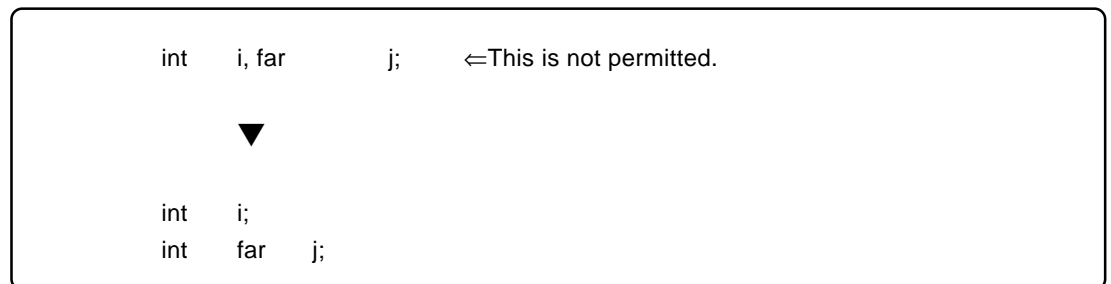 int i, far j; ⇐This is not permitted.
▼
int i;
int far j;